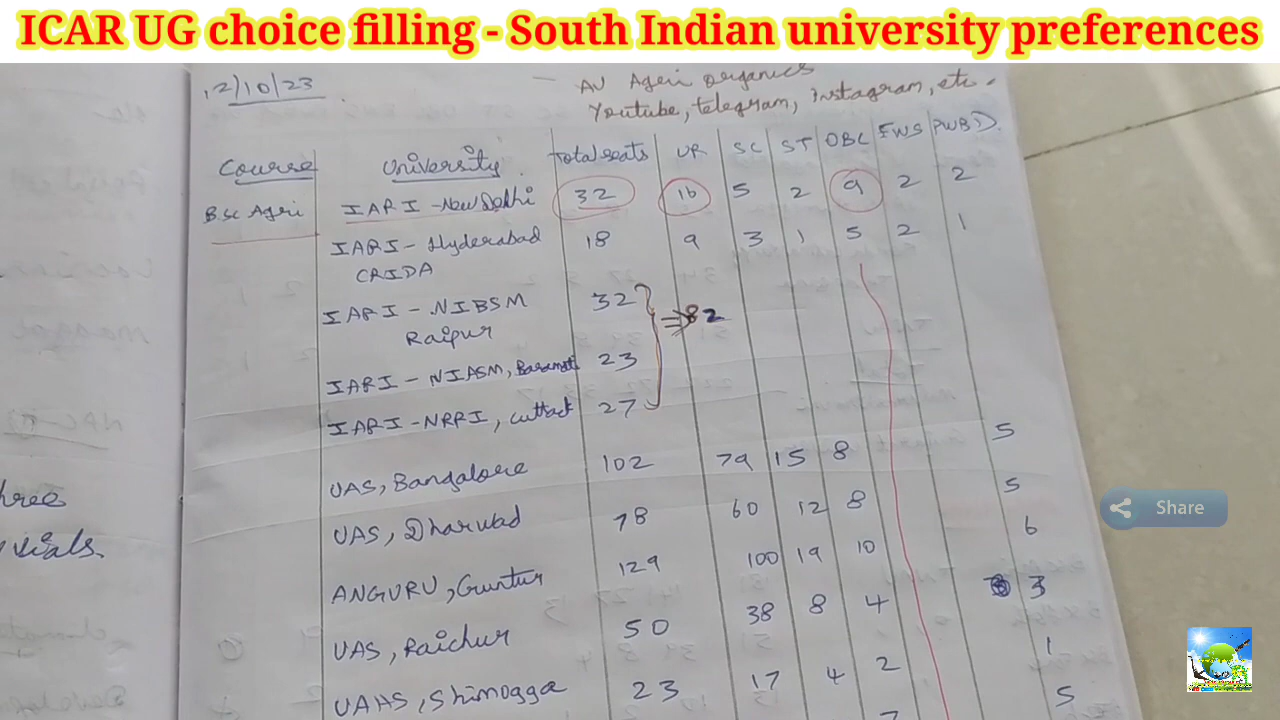 ICAR UG choice filling - South Indian university preferences
12/10/23
- AV Agri Organics
Youtube, telegram, instagram, etc.
Course University Total seats UR SC ST OBC EWS PWBD
B.Sc Agri IARI - New Delhi 32 16 5 2 9 2 2
IARI - Hyderabad 18 9 3 1 5 2 1
CRIDA
IARI - NIBSM 32
Raipur
⇒ 82
IARI - NIASM, Baramati 23
IARI - NRRI, Cuttack 27
UAS, Bangalore 102 79 15 8 5
UAS, Dharwad 78 60 12 8 5
ANGURU, Guntur 129 100 19 10 6
UAS, Raichur 50 38 8 4 3
UAHS, Shimogga 23 17 4 2 1
5
hree
Share